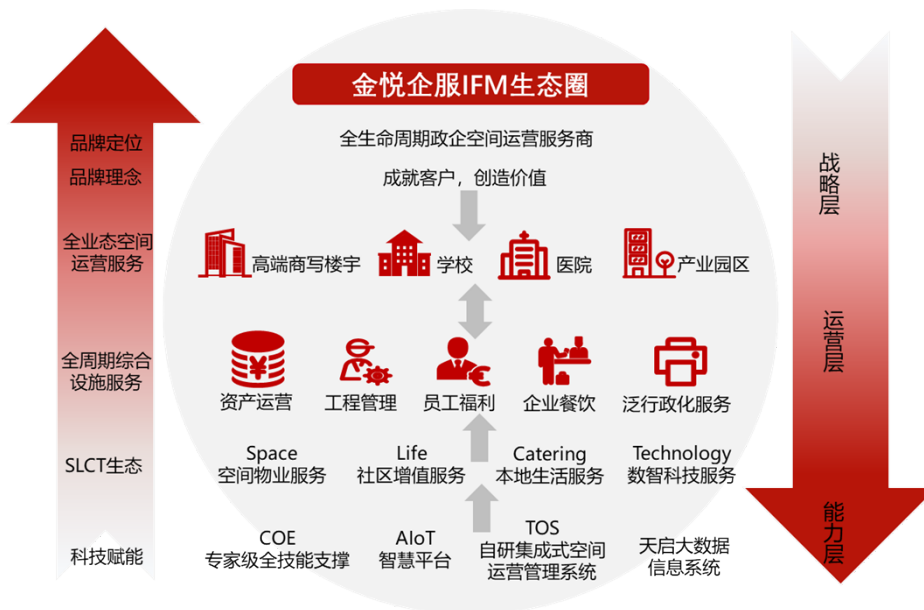 金悦企服IFM生态圈
全生命周期政企空间运营服务商
成就客户，创造价值
品牌定位
品牌理念
全业态空间
运营服务
高端商写楼宇
学校
医院
产业园区
全周期综合
设施服务
资产运营
工程管理
员工福利
企业餐饮
泛行政化服务
SLCT生态
Space
空间物业服务
Life
社区增值服务
Catering
本地生活服务
Technology
数智科技服务
科技赋能
COE
专家级全技能支撑
AIoT
智慧平台
TOS
自研集成式空间
运营管理系统
天启大数据
信息系统
战略层
运营层
能力层